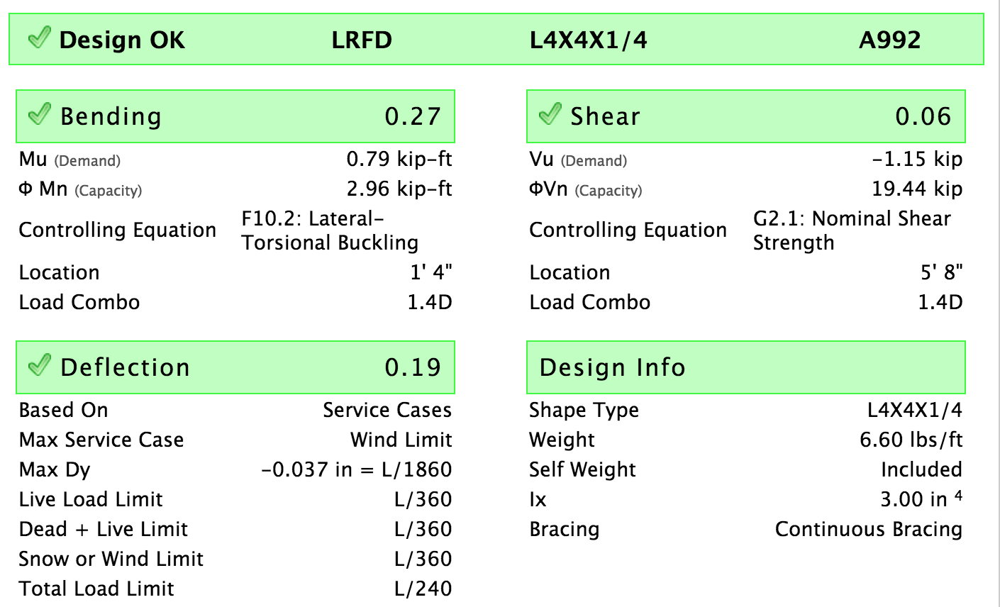 Design OK LRFD L4X4X1/4 A992
Bending 0.27
Mu (Demand) 0.79 kip-ft
Φ Mn (Capacity) 2.96 kip-ft
Controlling Equation F10.2: Lateral-
Torsional Buckling
Location 1' 4"
Load Combo 1.4D
Shear 0.06
Vu (Demand) -1.15 kip
ΦVn (Capacity) 19.44 kip
Controlling Equation G2.1: Nominal Shear
Strength
Location 5' 8"
Load Combo 1.4D
Deflection 0.19
Based On Service Cases
Max Service Case Wind Limit
Max Dy -0.037 in = L/1860
Live Load Limit L/360
Dead + Live Limit L/360
Snow or Wind Limit L/360
Total Load Limit L/240
Design Info
Shape Type L4X4X1/4
Weight 6.60 lbs/ft
Self Weight Included
Ix 3.00 in ⁴
Bracing Continuous Bracing